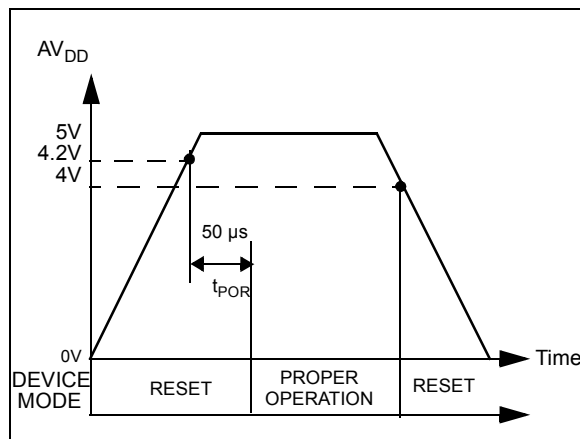 AVDD
5V
4.2V
4V
50 µs
tPOR
0V
Time
DEVICE
MODE
RESET
PROPER
OPERATION
RESET